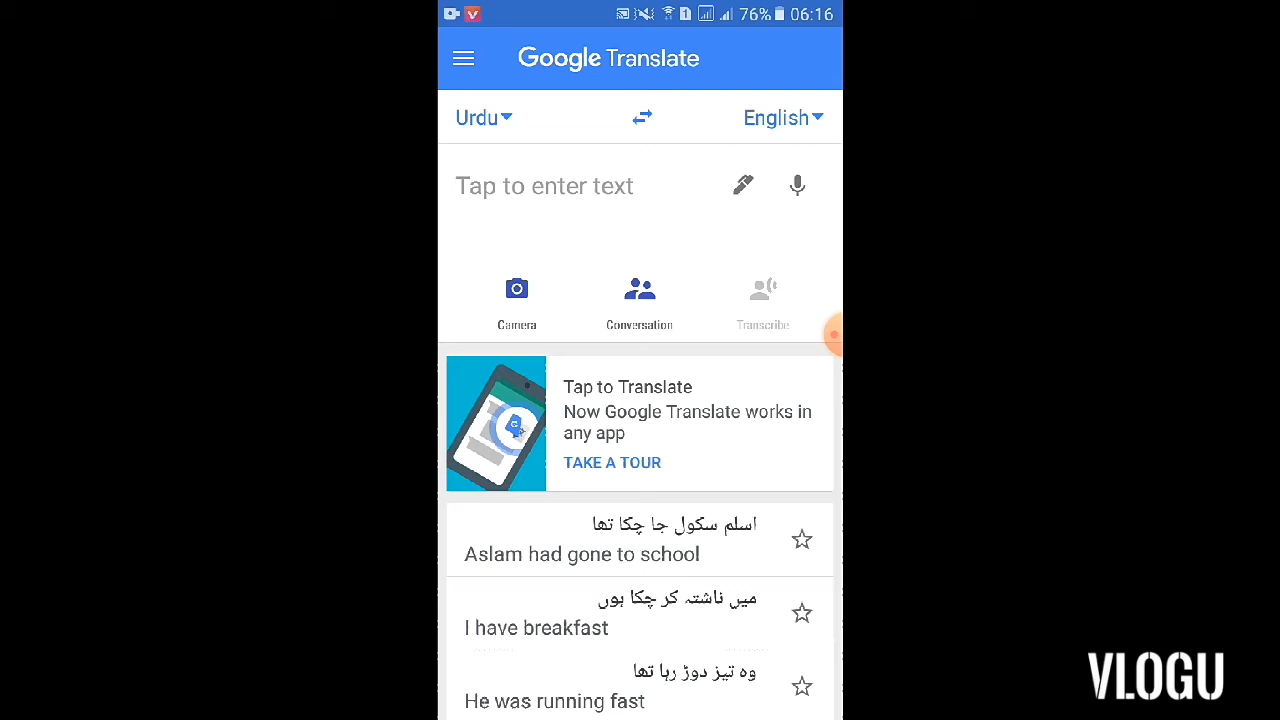 76% 06:16
Google Translate
Urdu English
Tap to enter text
Camera Conversation Transcribe
Tap to Translate
Now Google Translate works in
any app
TAKE A TOUR
اسلم سکول جا چکا تھا
Aslam had gone to school
میں ناشتہ کر چکا ہوں
I have breakfast
وہ تیز دوڑ رہا تھا
He was running fast
VLOGU